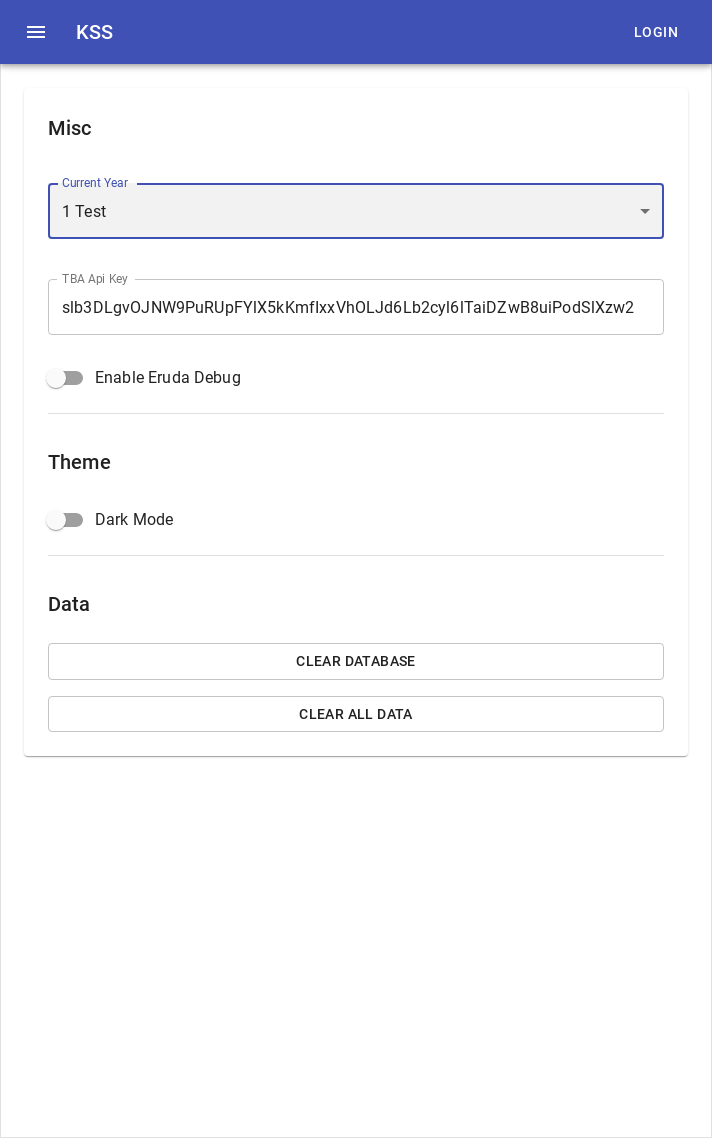 KSS
LOGIN
Misc
Current Year
1 Test
TBA Api Key
Enable Eruda Debug
Theme
Dark Mode
Data
CLEAR DATABASE
CLEAR ALL DATA